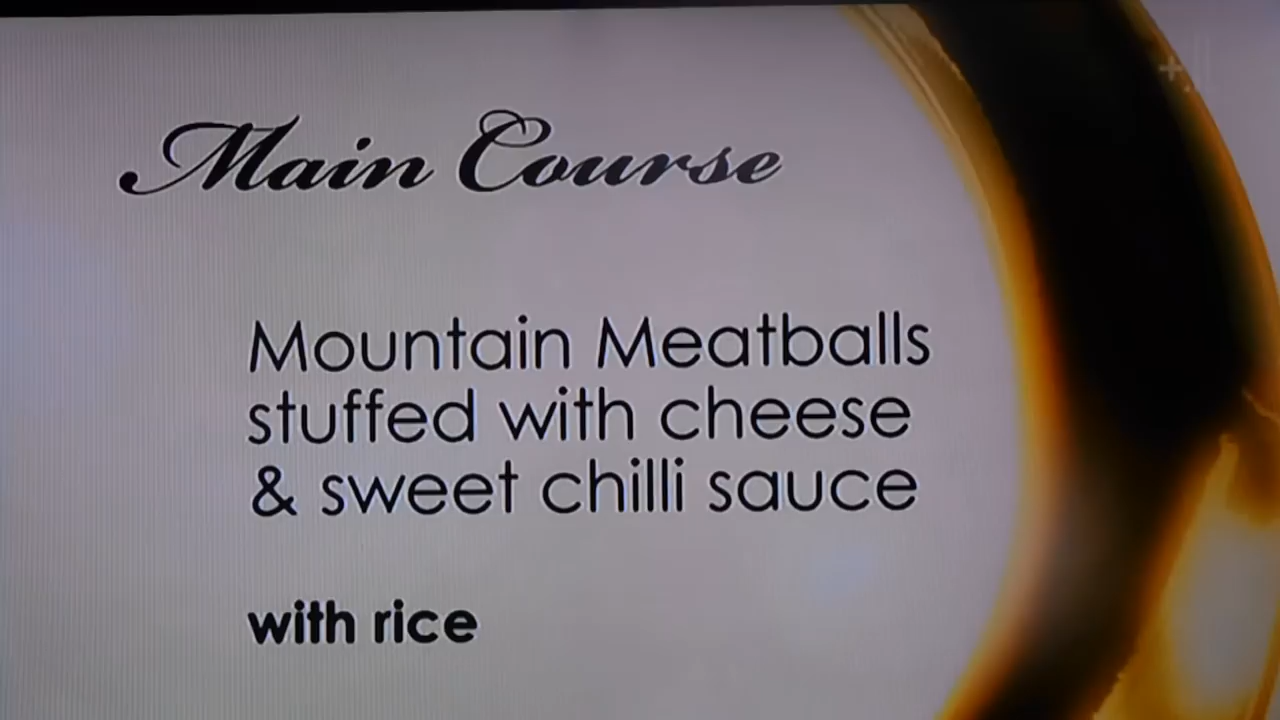 Main Course
Mountain Meatballs
stuffed with cheese
& sweet chilli sauce
with rice